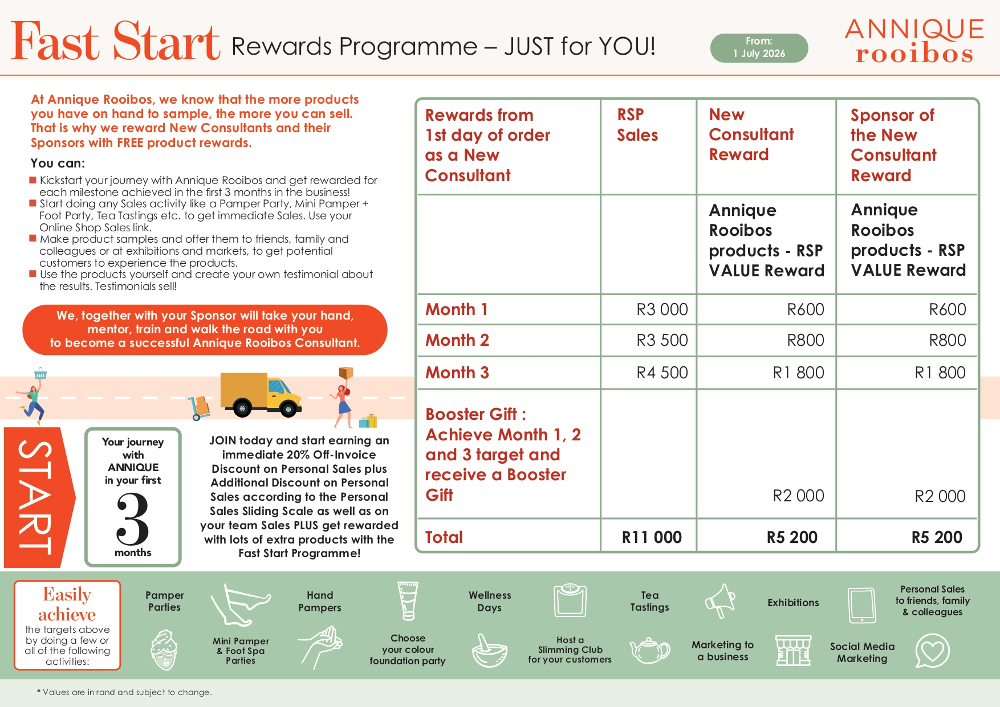 Fast Start Rewards Programme – JUST for YOU!
From:
1 July 2026
ANNIQUE
rooibos
At Annique Rooibos, we know that the more products
you have on hand to sample, the more you can sell.
That is why we reward New Consultants and their
Sponsors with FREE product rewards.
You can:
Kickstart your journey with Annique Rooibos and get rewarded for
each milestone achieved in the first 3 months in the business!
Start doing any Sales activity like a Pamper Party, Mini Pamper +
Foot Party, Tea Tastings etc. to get immediate Sales. Use your
Online Shop Sales link.
Make product samples and offer them to friends, family and
colleagues or at exhibitions and markets, to get potential
customers to experience the products.
Use the products yourself and create your own testimonial about
the results. Testimonials sell!
We, together with your Sponsor will take your hand,
mentor, train and walk the road with you
to become a successful Annique Rooibos Consultant.
START
Your journey
with
ANNIQUE
in your first
3
months
JOIN today and start earning an
immediate 20% Off-Invoice
Discount on Personal Sales plus
Additional Discount on Personal
Sales according to the Personal
Sales Sliding Scale as well as on
your team Sales PLUS get rewarded
with lots of extra products with the
Fast Start Programme!
Rewards from
1st day of order
as a New
Consultant
RSP
Sales
New
Consultant
Reward
Sponsor of
the New
Consultant
Reward
Annique
Rooibos
products - RSP
VALUE Reward
Annique
Rooibos
products - RSP
VALUE Reward
Month 1 R3 000 R600 R600
Month 2 R3 500 R800 R800
Month 3 R4 500 R1 800 R1 800
Booster Gift :
Achieve Month 1, 2
and 3 target and
receive a Booster
Gift R2 000 R2 000
Total R11 000 R5 200 R5 200
Easily
achieve
the targets above
by doing a few or
all of the following
activities:
Pamper
Parties
Mini Pamper
& Foot Spa
Parties
Hand
Pampers
Choose
your colour
foundation party
Wellness
Days
Host a
Slimming Club
for your customers
Tea
Tastings
Marketing to
a business
Exhibitions
Social Media
Marketing
Personal Sales
to friends, family
& colleagues
* Values are in rand and subject to change.